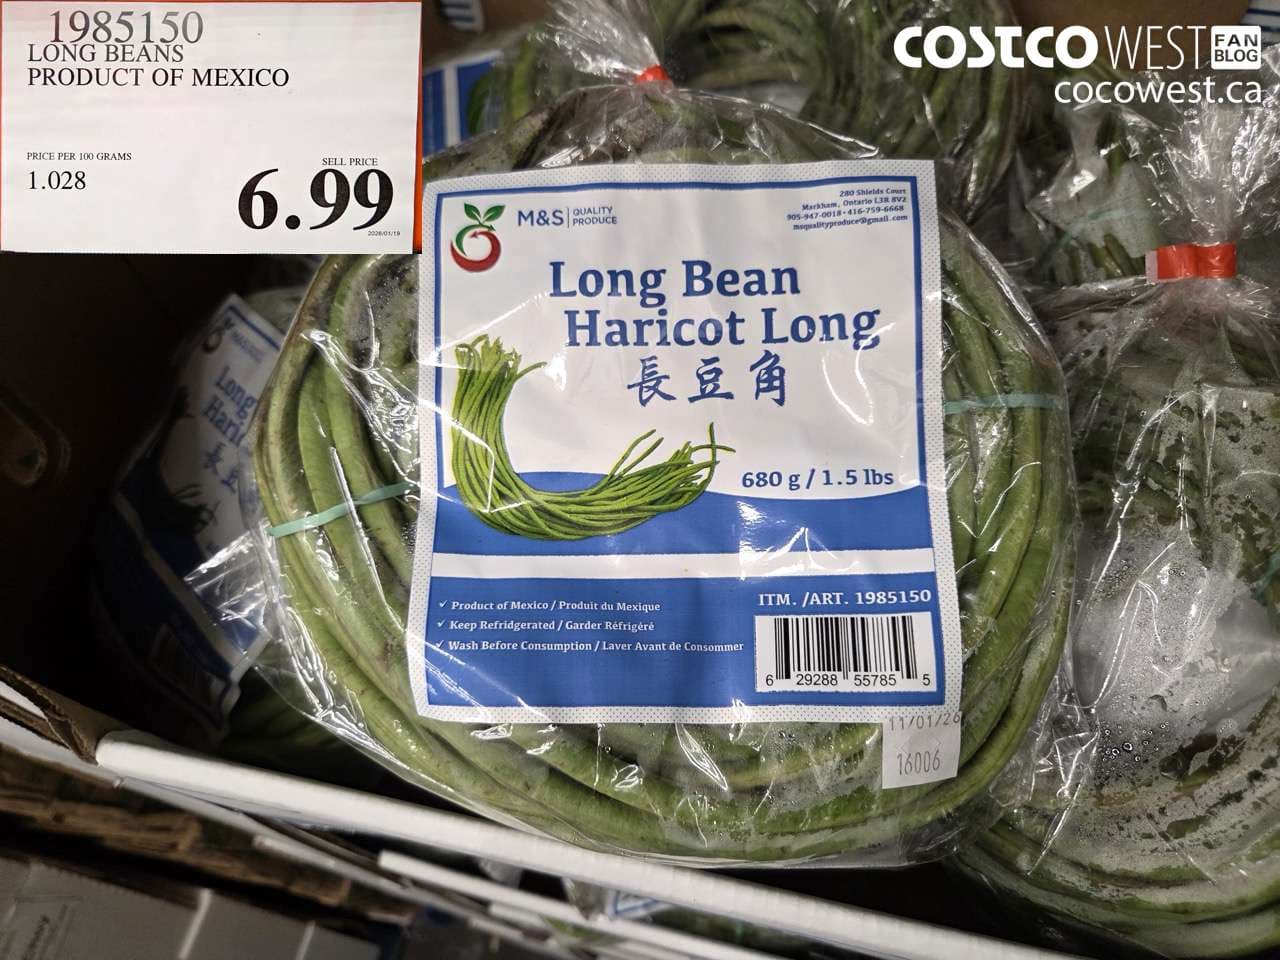 1985150
LONG BEANS
PRODUCT OF MEXICO
PRICE PER 100 GRAMS
1.028
SELL PRICE
6.99
2026/01/19
COSTCO WEST FAN BLOG
cocowest.ca
M&S QUALITY PRODUCE
280 Shields Court
Markham, Ontario L3R 8V2
905-947-0018 • 416-759-6668
msqualityproduce@gmail.com
Long Bean
Haricot Long
長豆角
680 g / 1.5 lbs
✓ Product of Mexico / Produit du Mexique
✓ Keep Refridgerated / Garder Réfrigéré
✓ Wash Before Consumption / Laver Avant de Consommer
ITM. /ART. 1985150
6 29288 55785 5
11/01/26
16006
Long
長豆